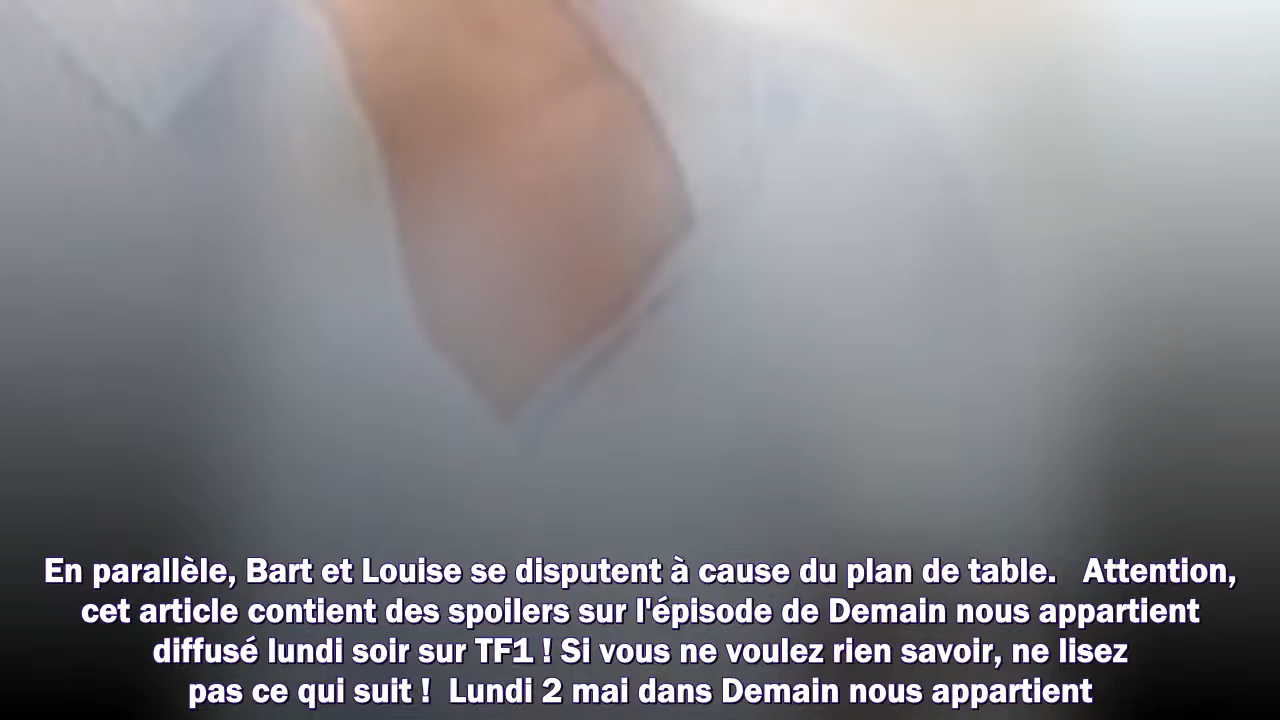 En parallèle, Bart et Louise se disputent à cause du plan de table.   Attention,
cet article contient des spoilers sur l'épisode de Demain nous appartient
diffusé lundi soir sur TF1 ! Si vous ne voulez rien savoir, ne lisez
pas ce qui suit !  Lundi 2 mai dans Demain nous appartient